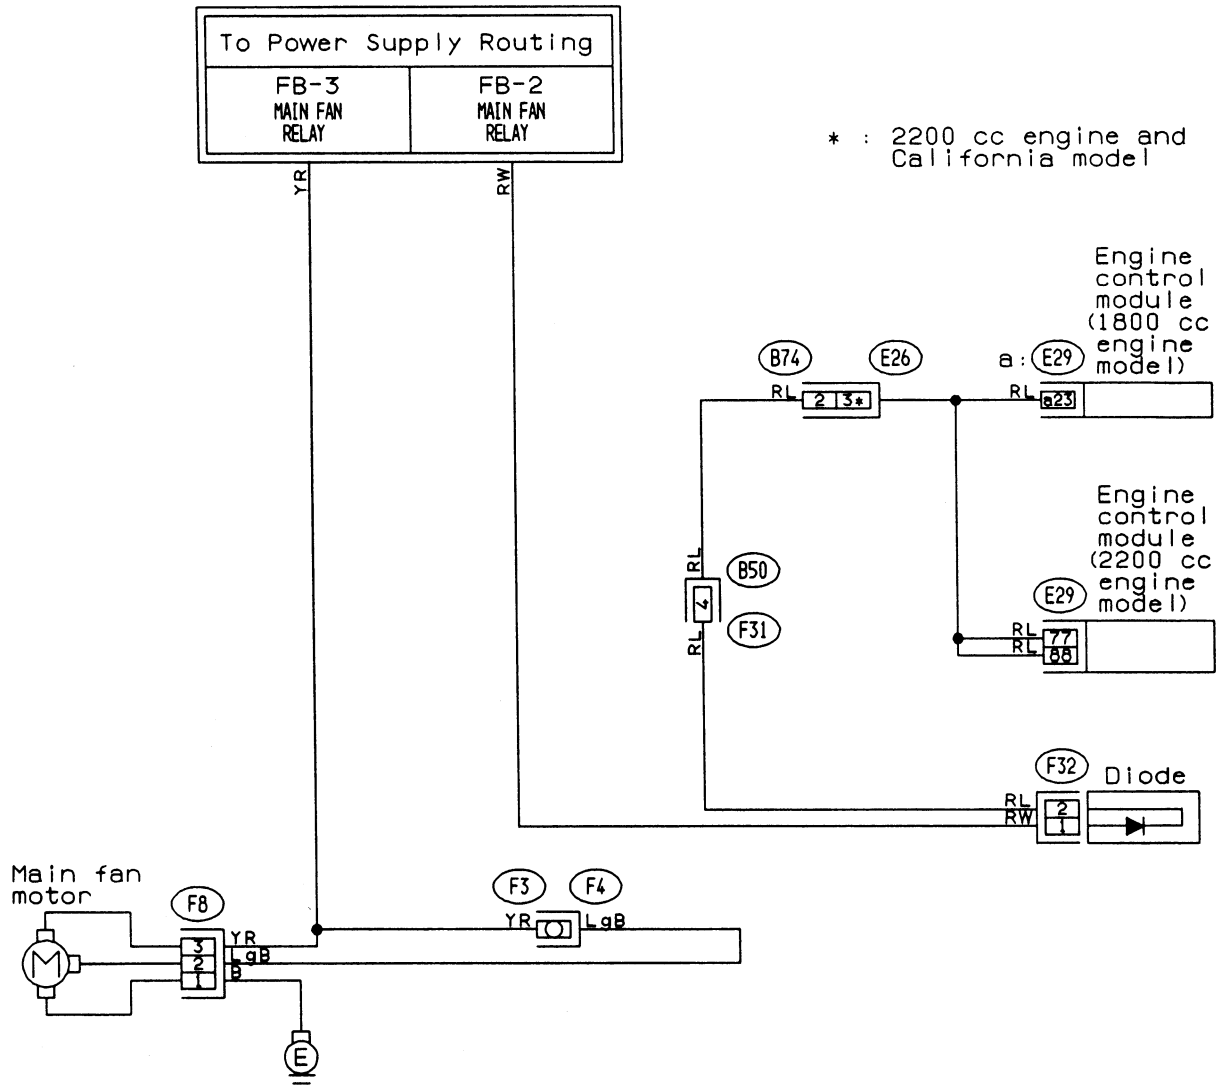 To Power Supply Routing
FB-3
MAIN FAN
RELAY
FB-2
MAIN FAN
RELAY
YR
RW
* : 2200 cc engine and
California model
Engine
control
module
(1800 cc
engine
model)
B74
E26
a: E29
RL
2
3*
RL
a23
Engine
control
module
(2200 cc
engine
model)
RL
B50
4
F31
RL
E29
RL
77
RL
88
F32
Diode
RL
2
RW
1
Main fan
motor
F8
F3
F4
YR
LgB
M
3
YR
2
LgB
1
B
E